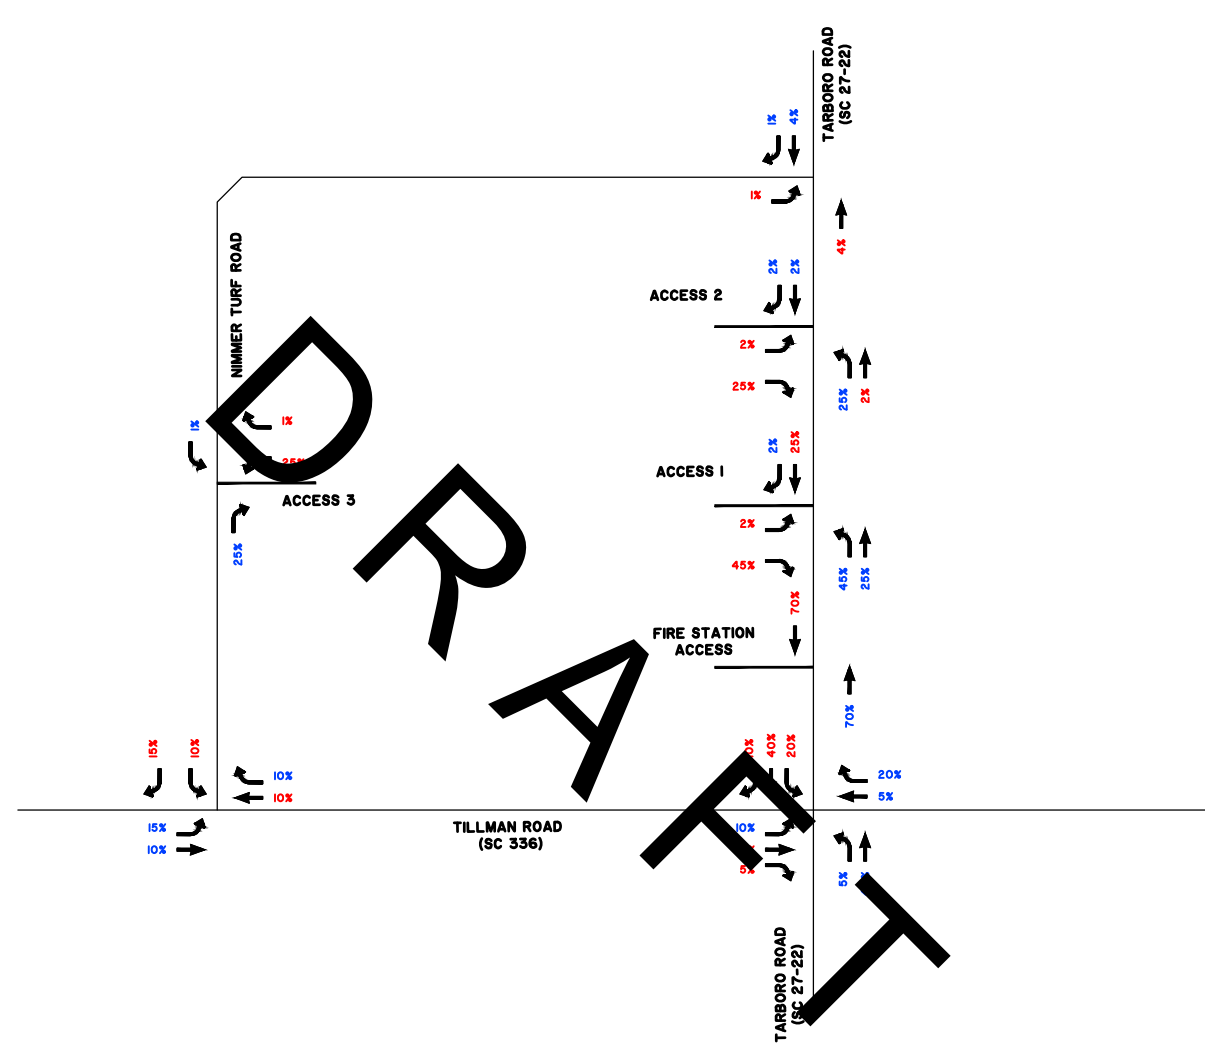 TARBORO ROAD
(SC 27-22)
1%
4%
1%
4%
NIMMER TURF ROAD
ACCESS 2
2%
2%
2%
25%
25%
2%
1%
1%
25%
ACCESS 3
25%
ACCESS 1
2%
25%
2%
45%
45%
25%
70%
FIRE STATION
ACCESS
70%
15%
10%
10%
10%
15%
10%
TILLMAN ROAD
(SC 336)
40%
20%
20%
5%
10%
5%
5%
TARBORO ROAD
(SC 27-22)
DRAFT